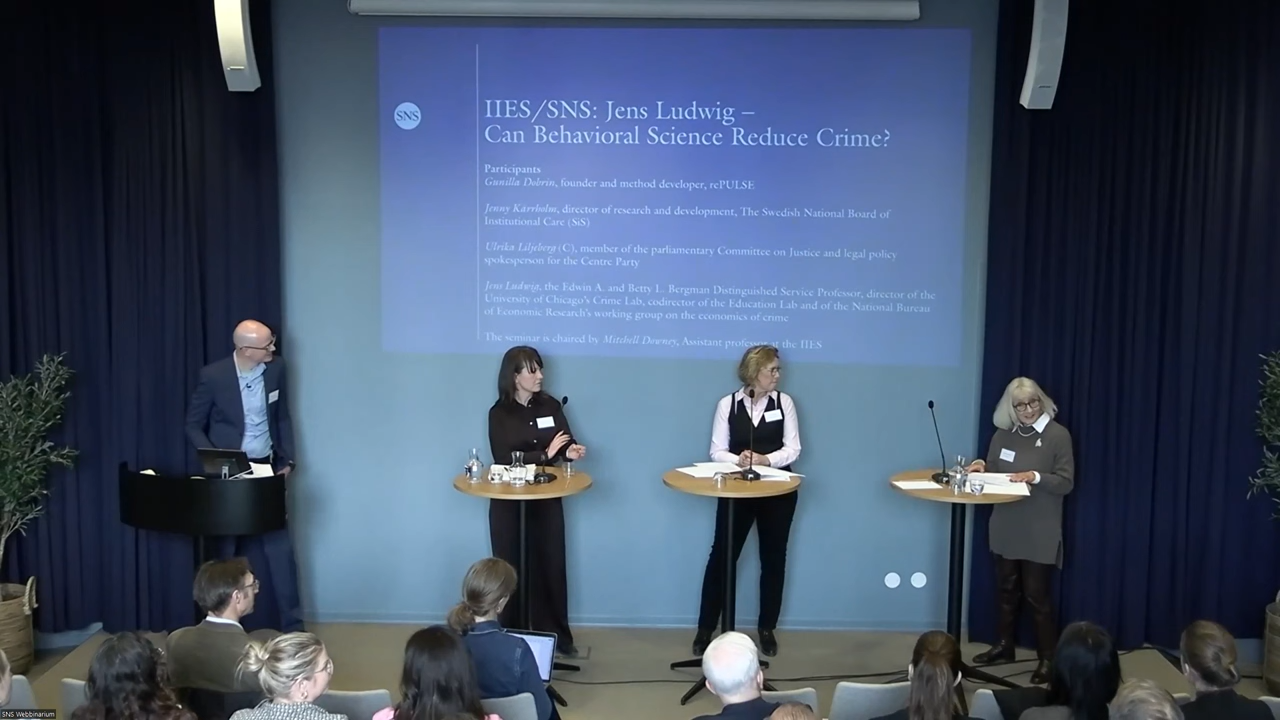 SNS
IIES/SNS: Jens Ludwig –
Can Behavioral Science Reduce Crime?
Participants
Gunilla Dobrin, founder and method developer, rePULSE
Jenny Kärrholm, director of research and development, The Swedish National Board of
Institutional Care (SiS)
Ulrika Liljeberg (C), member of the parliamentary Committee on Justice and legal policy
spokesperson for the Centre Party
Jens Ludwig, the Edwin A. and Betty L. Bergman Distinguished Service Professor, director of the
University of Chicago's Crime Lab, codirector of the Education Lab and of the National Bureau
of Economic Research's working group on the economics of crime
The seminar is chaired by Mitchell Downey, Assistant professor at the IIES
SNS Webbinarium